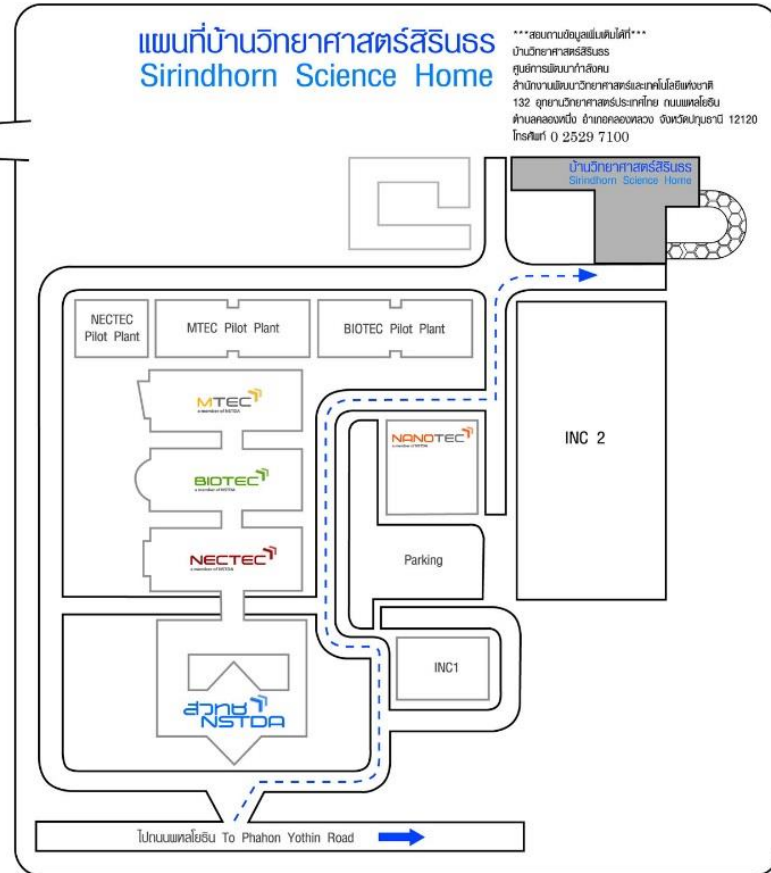 แผนที่บ้านวิทยาศาสตร์สิรินธร
Sirindhorn Science Home
***สอบถามข้อมูลเพิ่มเติมได้ที่***
บ้านวิทยาศาสตร์สิรินธร
ศูนย์การพัฒนากำลังคน
สำนักงานพัฒนาวิทยาศาสตร์และเทคโนโลยีแห่งชาติ
132 อุทยานวิทยาศาสตร์ประเทศไทย ถนนพหลโยธิน
ตำบลคลองหนึ่ง อำเภอคลองหลวง จังหวัดปทุมธานี 12120
โทรศัพท์ 0 2529 7100
บ้านวิทยาศาสตร์สิรินธร
Sirindhorn Science Home
NECTEC
Pilot Plant
MTEC Pilot Plant
BIOTEC Pilot Plant
MTEC
a member of NSTDA
NANOTEC
a member of NSTDA
INC 2
BIOTEC
a member of NSTDA
NECTEC
a member of NSTDA
Parking
INC1
สวทช
NSTDA
ไปถนนพหลโยธิน To Phahon Yothin Road